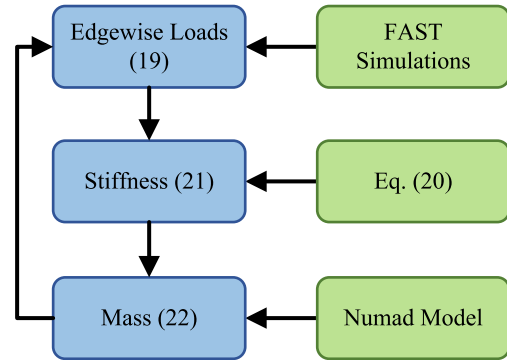 Edgewise Loads
(19)
FAST
Simulations
Stiffness (21)
Eq. (20)
Mass (22)
Numad Model